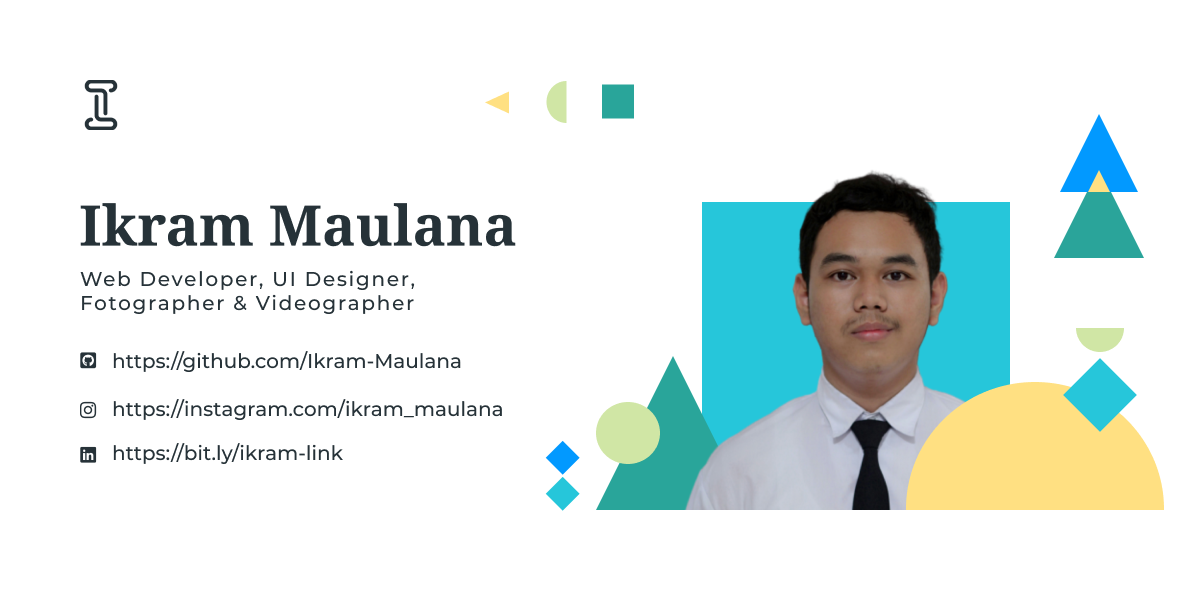 Ikram Maulana
Web Developer, UI Designer,
Fotographer & Videographer
https://github.com/Ikram-Maulana
https://instagram.com/ikram_maulana
https://bit.ly/ikram-link